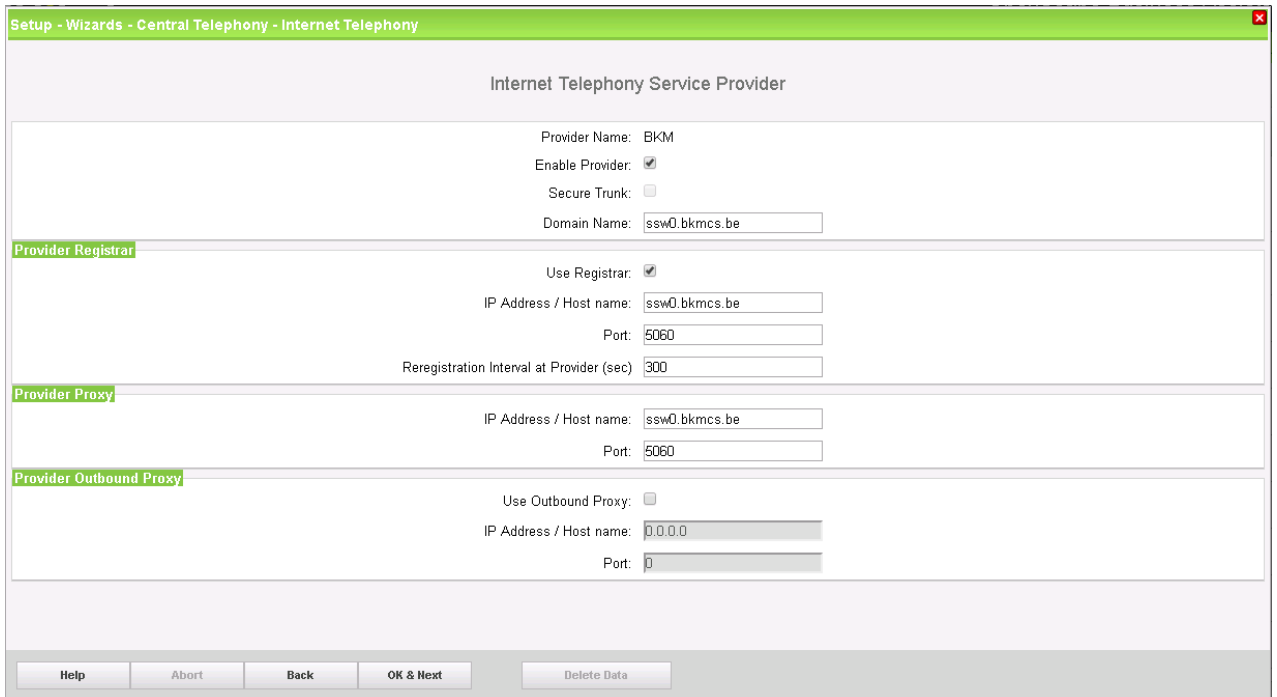 Setup - Wizards - Central Telephony - Internet Telephony
Internet Telephony Service Provider
Provider Name: BKM
Enable Provider:
Secure Trunk:
Domain Name: ssw0.bkmcs.be
Provider Registrar
Use Registrar:
IP Address / Host name: ssw0.bkmcs.be
Port: 5060
Reregistration Interval at Provider (sec) 300
Provider Proxy
IP Address / Host name: ssw0.bkmcs.be
Port: 5060
Provider Outbound Proxy
Use Outbound Proxy:
IP Address / Host name: 0.0.0.0
Port: 0
Help Abort Back OK & Next Delete Data